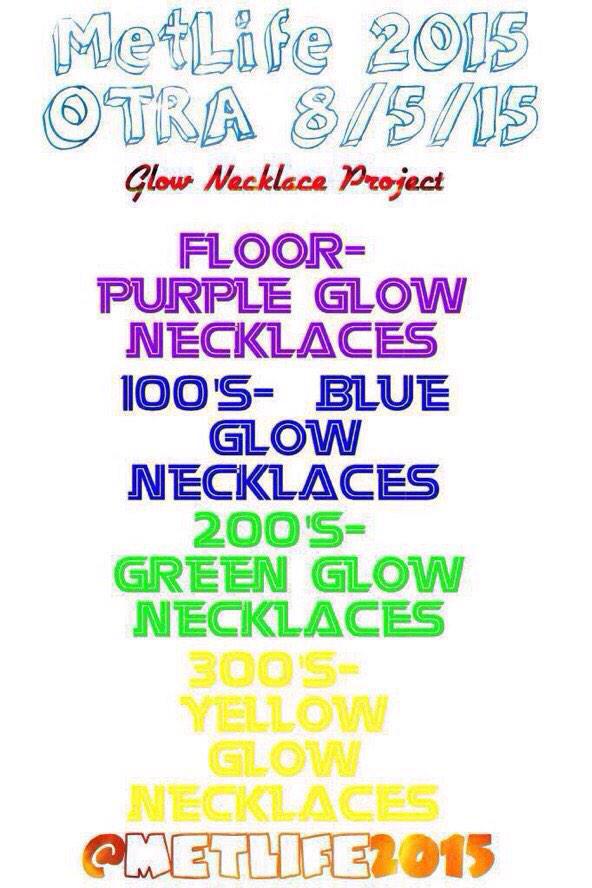 MetLife 2015
OTRA 8/5/15
Glow Necklace Project
FLOOR-
PURPLE GLOW
NECKLACES
100'S- BLUE
GLOW
NECKLACES
200'S-
GREEN GLOW
NECKLACES
300'S-
YELLOW
GLOW
NECKLACES
@METLIFE2015